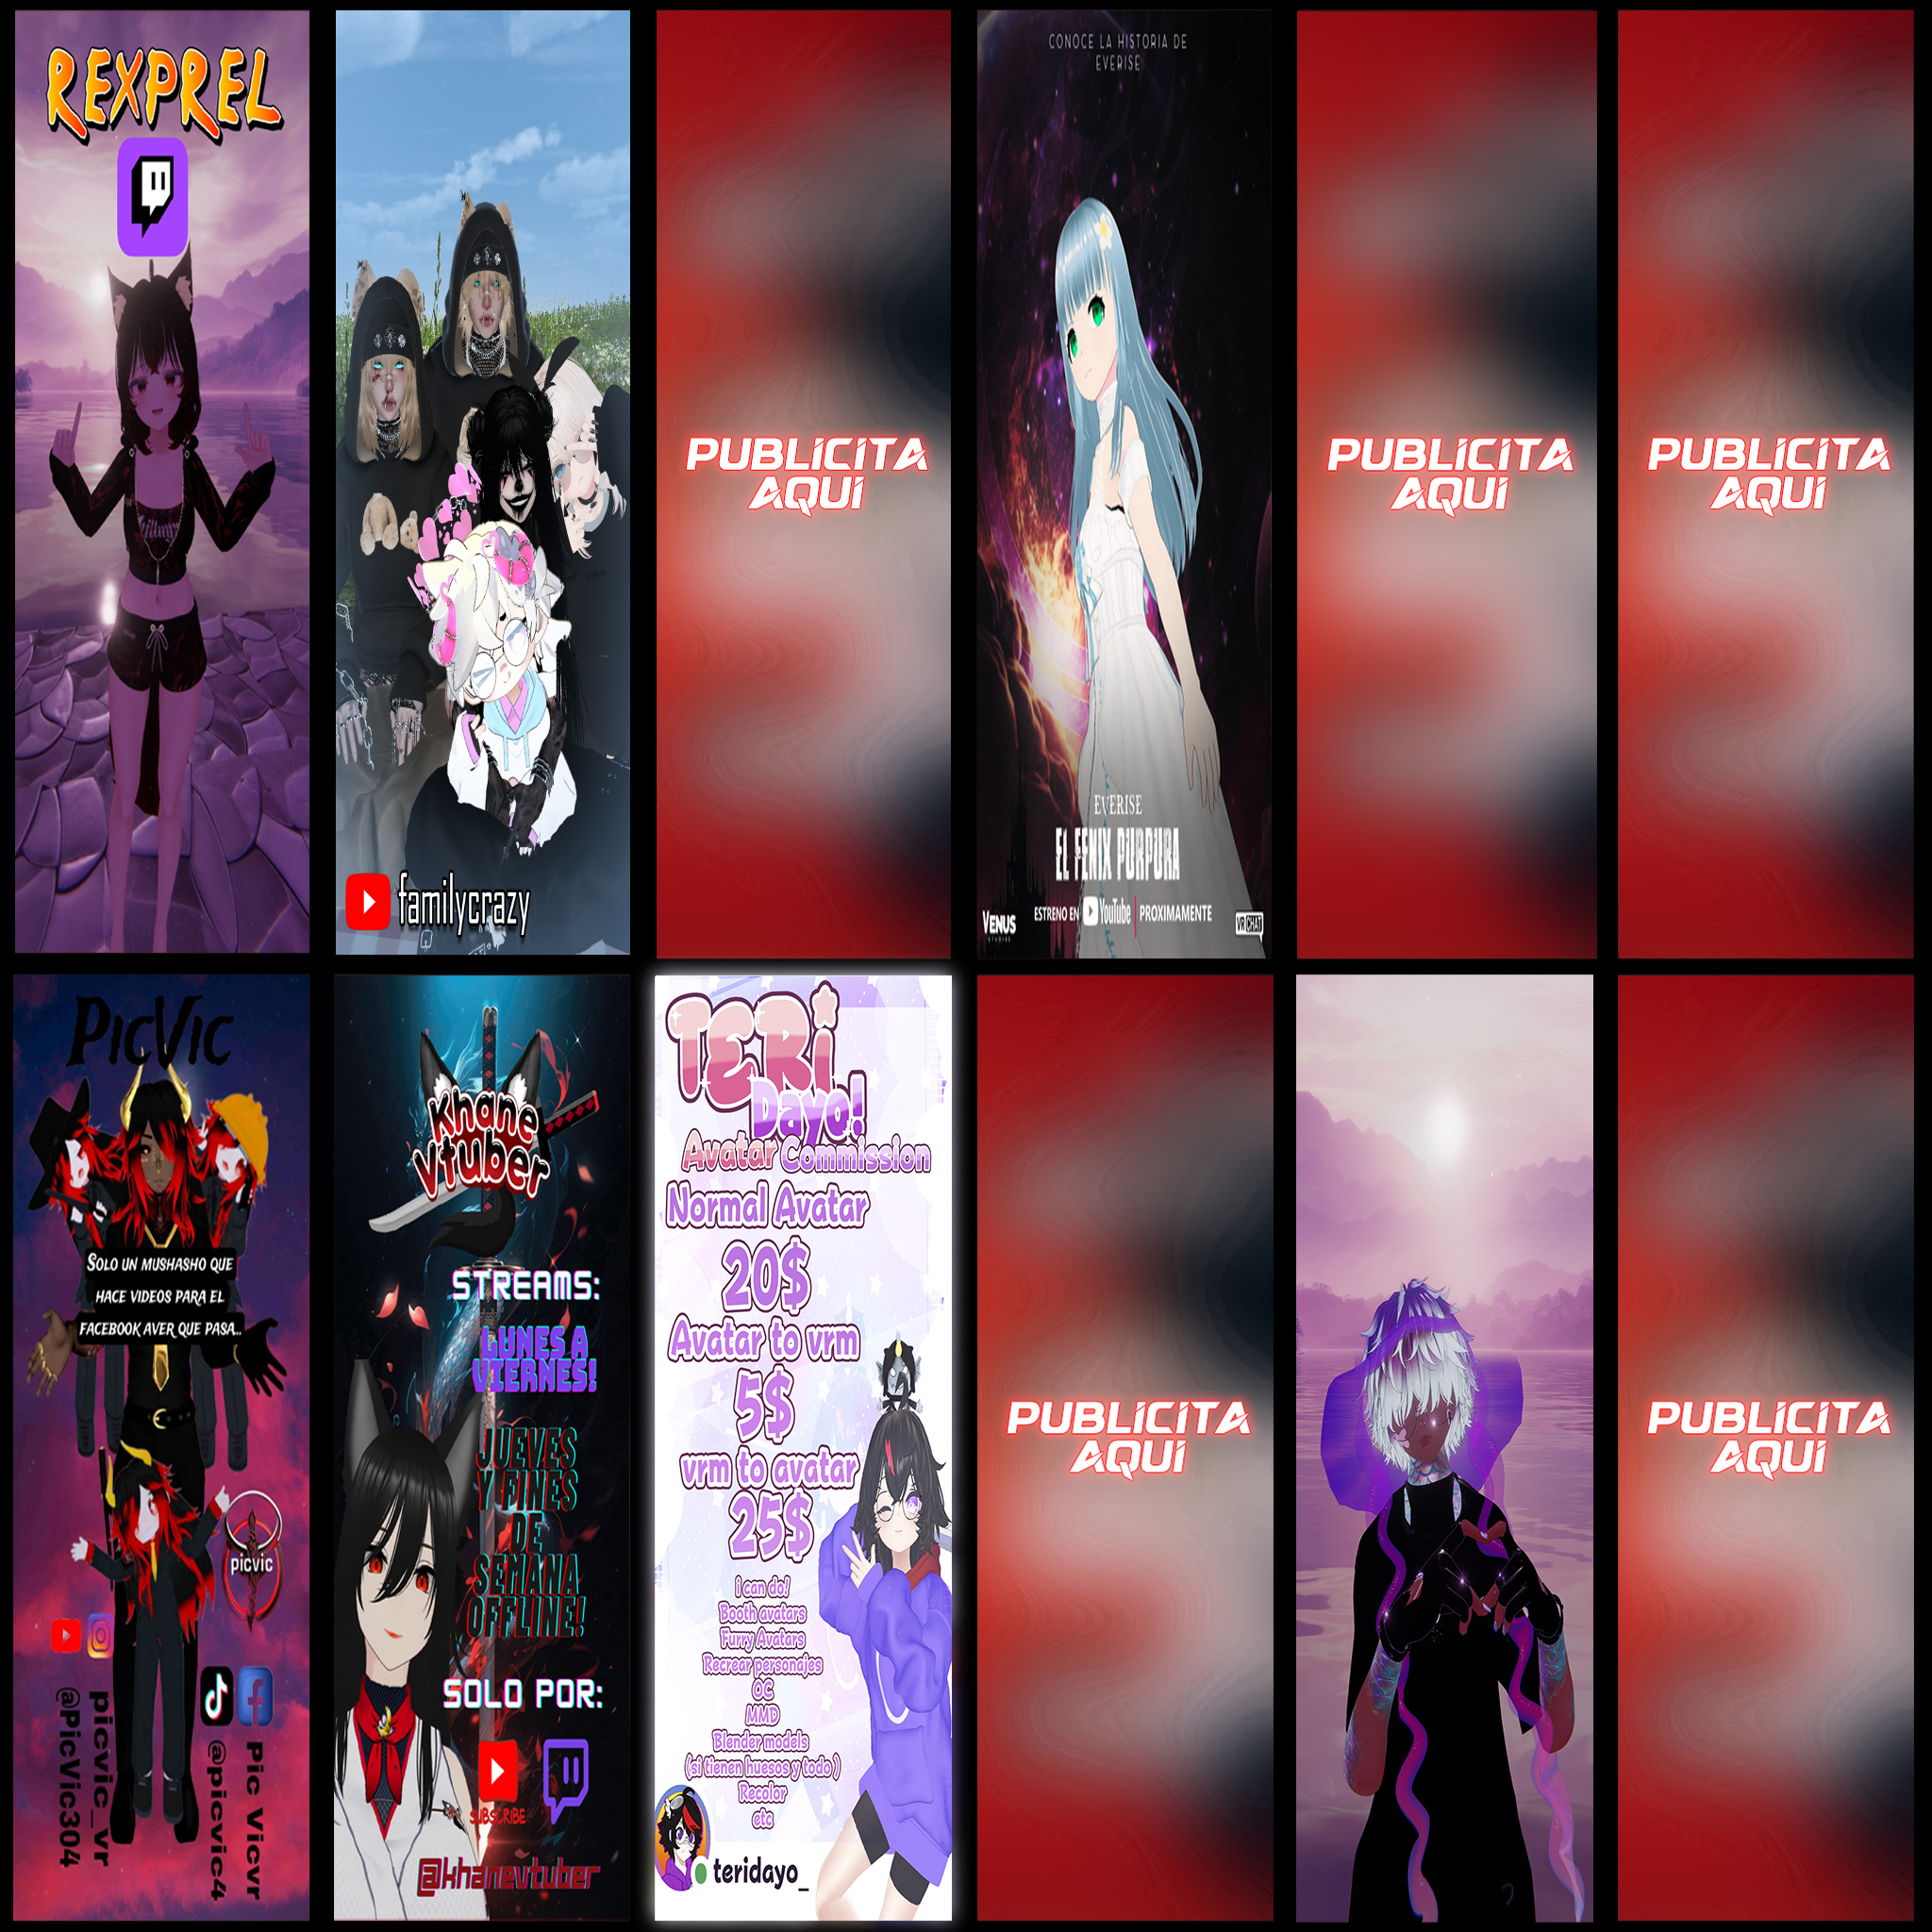 REXPREL
familycrazy
PUBLICITA
AQUI
CONOCE LA HISTORIA DE
EVERISE
EVERISE
EL FENIX PURPURA
VENUS
STUDIOS
ESTRENO EN YouTube | PROXIMAMENTE
VRCHAT
PUBLICITA
AQUI
PUBLICITA
AQUI
PICVIC
SOLO UN MUSHASHO QUE
HACE VIDEOS PARA EL
FACEBOOK AVER QUE PASA...
picvic
@PicVic304
picvic_vr
@picvic4
Pic Vicvr
Khane
Vtuber
STREAMS:
LUNES A
VIERNES!
JUEVES
Y FINES
DE
SEMANA
OFFLINE!
SOLO POR:
SUBSCRIBE
@khanevtuber
TERi
Dayo!
Avatar Commission
Normal Avatar
20$
Avatar to vrm
5$
vrm to avatar
25$
i can do!
Booth avatars
Furry Avatars
Recrear personajes
OC
MMD
Blender models
(si tienen huesos y todo )
Recolor
etc
teridayo_
PUBLICITA
AQUI
PUBLICITA
AQUI